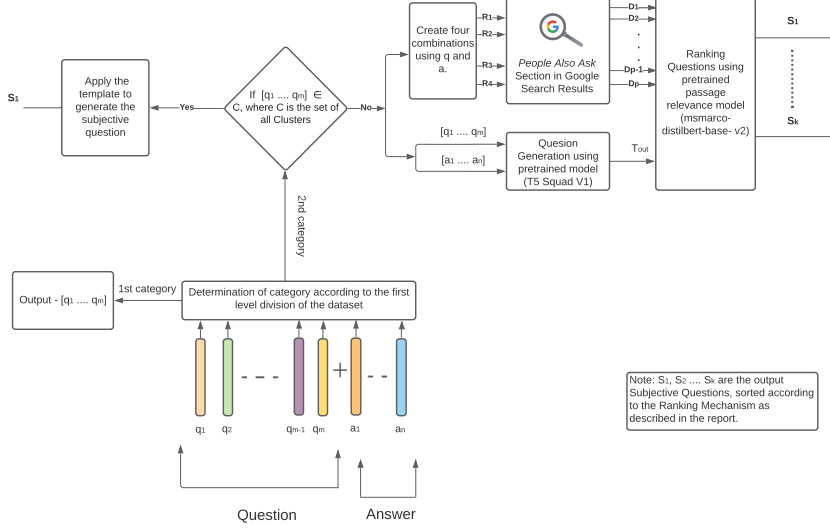 Create four
combinations
using q and
a.
R1
R2
R3
R4
People Also Ask
Section in Google
Search Results
D1
D2
Dp-1
Dp
Ranking
Questions using
pretrained
passage
relevance model
(msmarco-
distilbert-base- v2)
S1
Sk
S1
Apply the
template to
generate the
subjective
question
Yes
If [q1 .... qm] ∈
C, where C is the set of
all Clusters
No
[q1 .... qm]
[a1 .... an]
Quesion
Generation using
pretrained model
(T5 Squad V1)
Tout
2nd category
Output - [q1 .... qm]
1st category
Determination of category according to the first
level division of the dataset
+
q1
q2
qm-1
qm
a1
an
Question
Answer
Note: S1, S2 .... Sk are the output
Subjective Questions, sorted according
to the Ranking Mechanism as
described in the report.